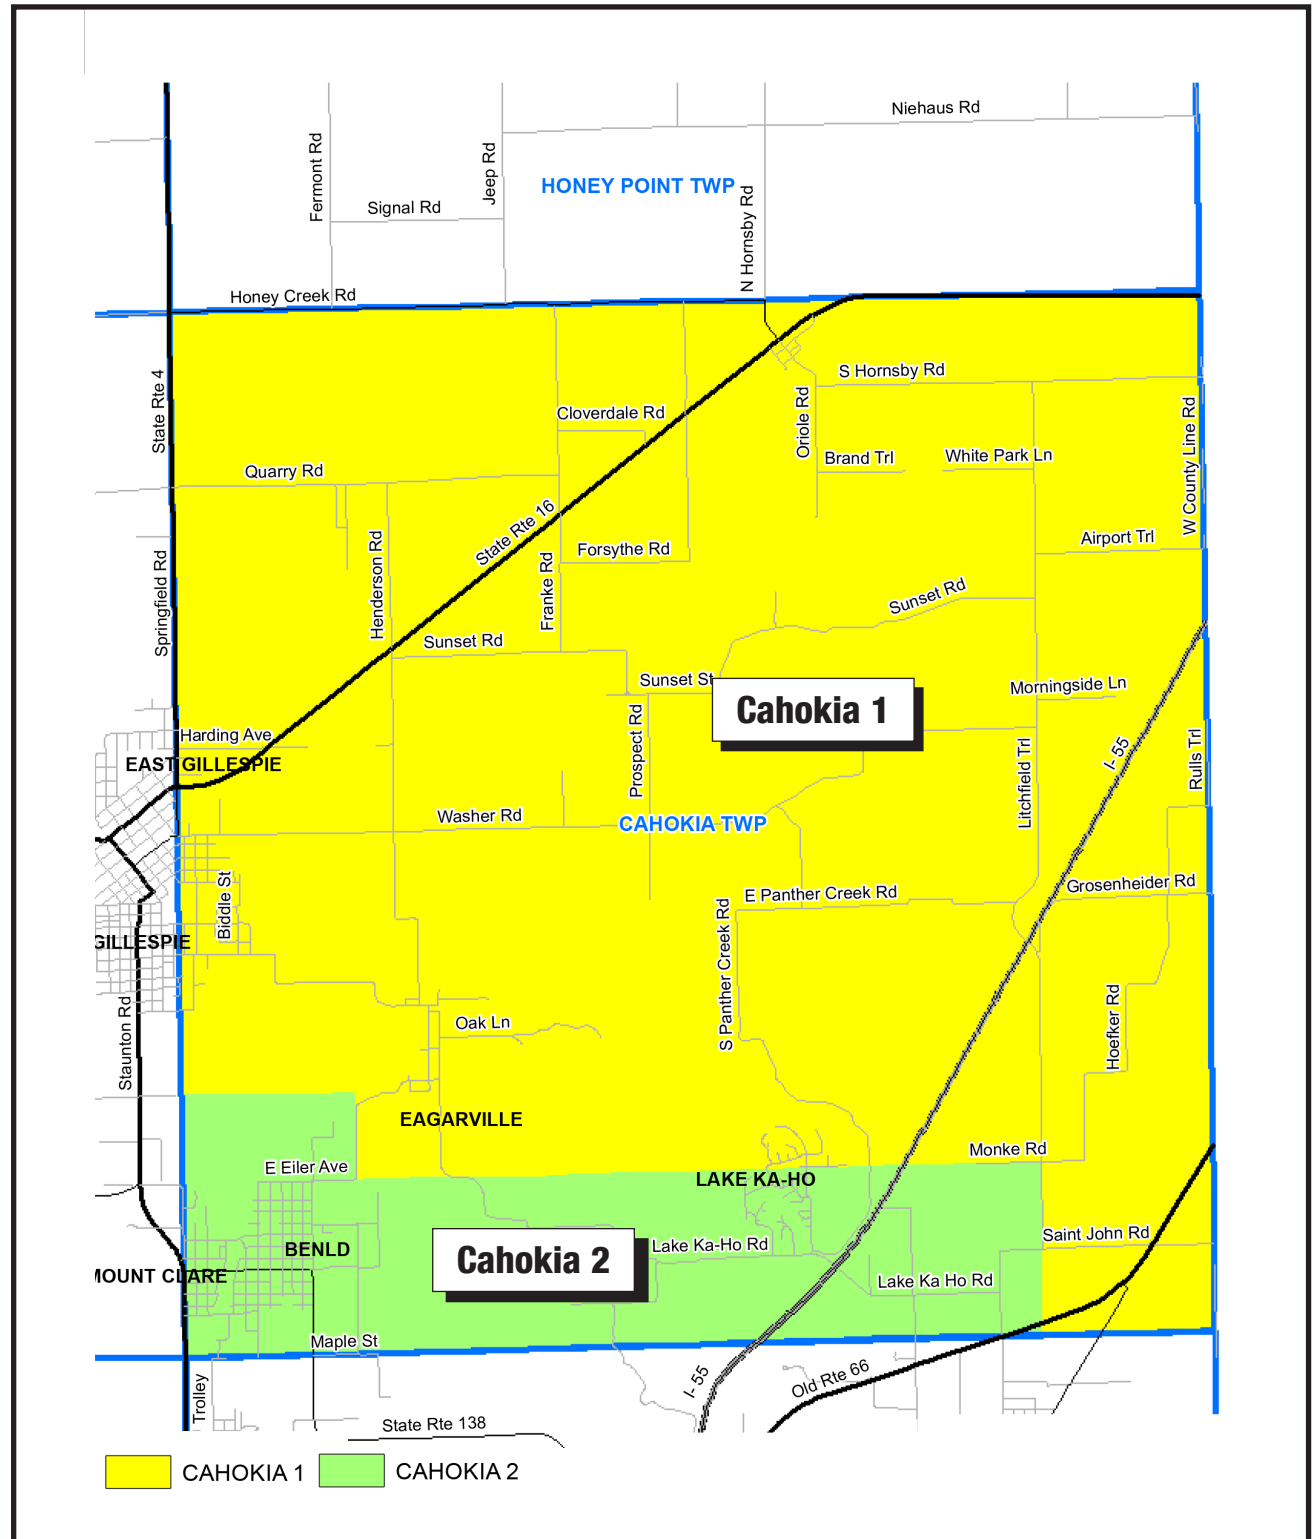 Niehaus Rd
Fermont Rd
Jeep Rd
HONEY POINT TWP
N Hornsby Rd
Signal Rd
Honey Creek Rd
State Rte 4
S Hornsby Rd
Oriole Rd
Cloverdale Rd
W County Line Rd
Brand Trl
White Park Ln
Quarry Rd
State Rte 16
Henderson Rd
Springfield Rd
Franke Rd
Forsythe Rd
Airport Trl
Sunset Rd
Sunset Rd
Sunset St
Morningside Ln
Cahokia 1
Prospect Rd
Harding Ave
EAST GILLESPIE
Litchfield Trl
I- 55
Rulls Trl
Washer Rd
CAHOKIA TWP
Biddle St
E Panther Creek Rd
Grosenheider Rd
GILLESPIE
S Panther Creek Rd
Staunton Rd
Oak Ln
Hoefker Rd
EAGARVILLE
Monke Rd
E Eiler Ave
LAKE KA-HO
BENLD
Cahokia 2
Lake Ka-Ho Rd
Saint John Rd
MOUNT CLARE
Lake Ka Ho Rd
Maple St
Trolley
I- 55
Old Rte 66
State Rte 138
CAHOKIA 1
CAHOKIA 2